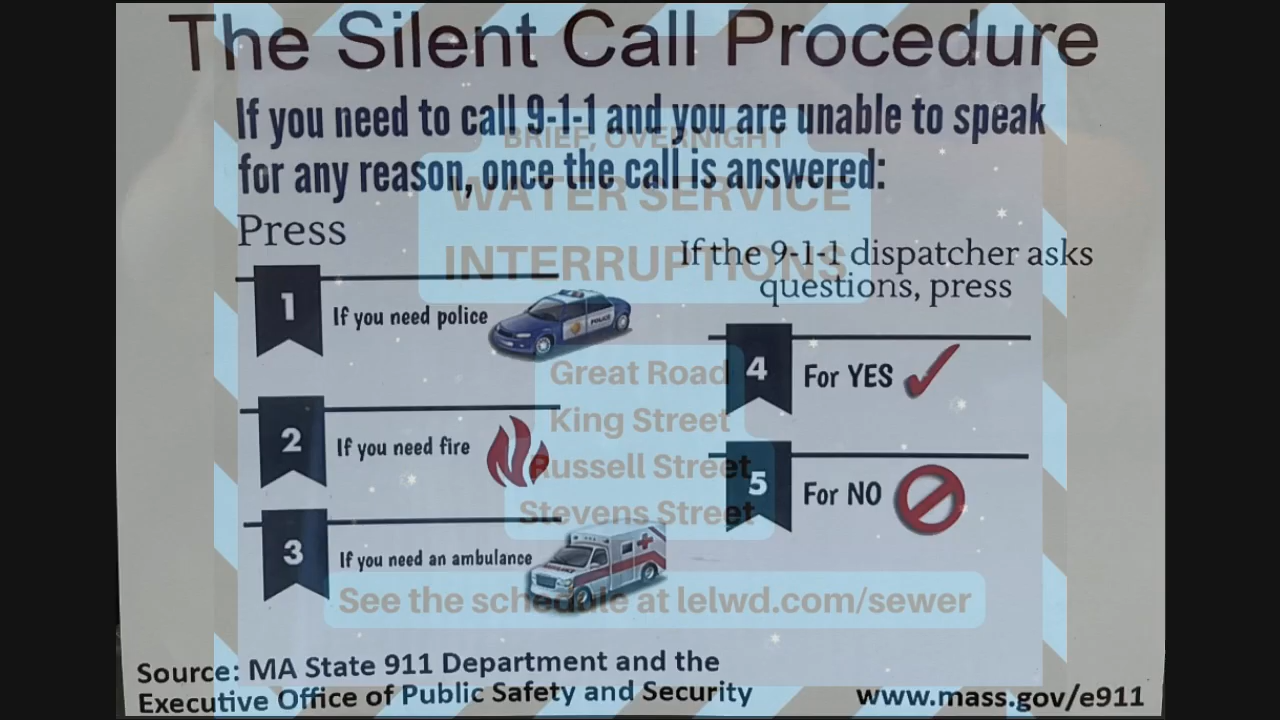 The Silent Call Procedure
If you need to call 9-1-1 and you are unable to speak
for any reason, once the call is answered:
Press
1 If you need police
POLICE
2 If you need fire
3 If you need an ambulance
If the 9-1-1 dispatcher asks
questions, press
4 For YES
5 For NO
Source: MA State 911 Department and the
Executive Office of Public Safety and Security
www.mass.gov/e911
BRIEF, OVERNIGHT
WATER SERVICE
INTERRUPTIONS
Great Road
King Street
Russell Street
Stevens Street
See the schedule at lelwd.com/sewer